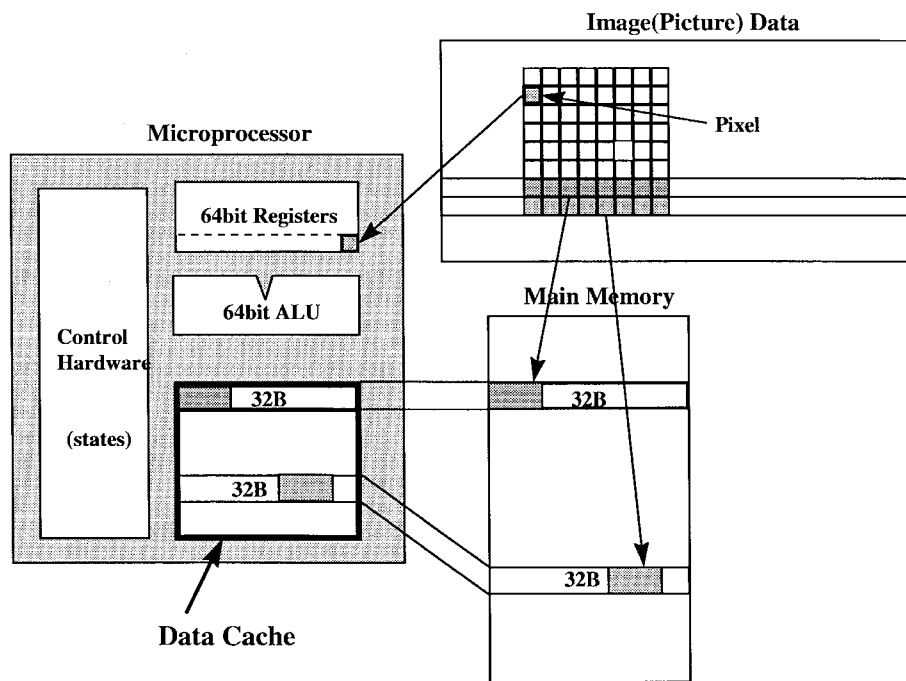 Image(Picture) Data
Pixel
Microprocessor
64bit Registers
64bit ALU
Control
Hardware
(states)
32B
32B
Data Cache
Main Memory
32B
32B